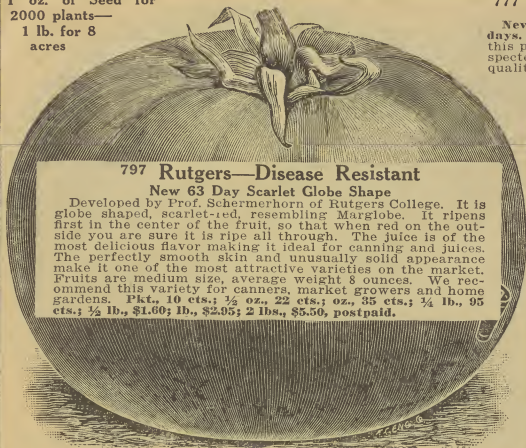 1 oz. of Seed for
2000 plants—
1 lb. for 8
acres
777
New
days.
this p
specte
qualit
797 Rutgers—Disease Resistant
New 63 Day Scarlet Globe Shape
Developed by Prof. Schermerhorn of Rutgers College. It is
globe shaped, scarlet-red, resembling Marglobe. It ripens
first in the center of the fruit, so that when red on the out-
side you are sure it is ripe all through. The juice is of the
most delicious flavor making it ideal for canning and juices.
The perfectly smooth skin and unusually solid appearance
make it one of the most attractive varieties on the market.
Fruits are medium size, average weight 8 ounces. We rec-
ommend this variety for canners, market growers and home
gardens. Pkt., 10 cts.; ½ oz., 22 cts.; oz., 35 cts.; ¼ lb., 95
cts.; ½ lb., $1.60; lb., $2.95; 2 lbs., $5.50, postpaid.